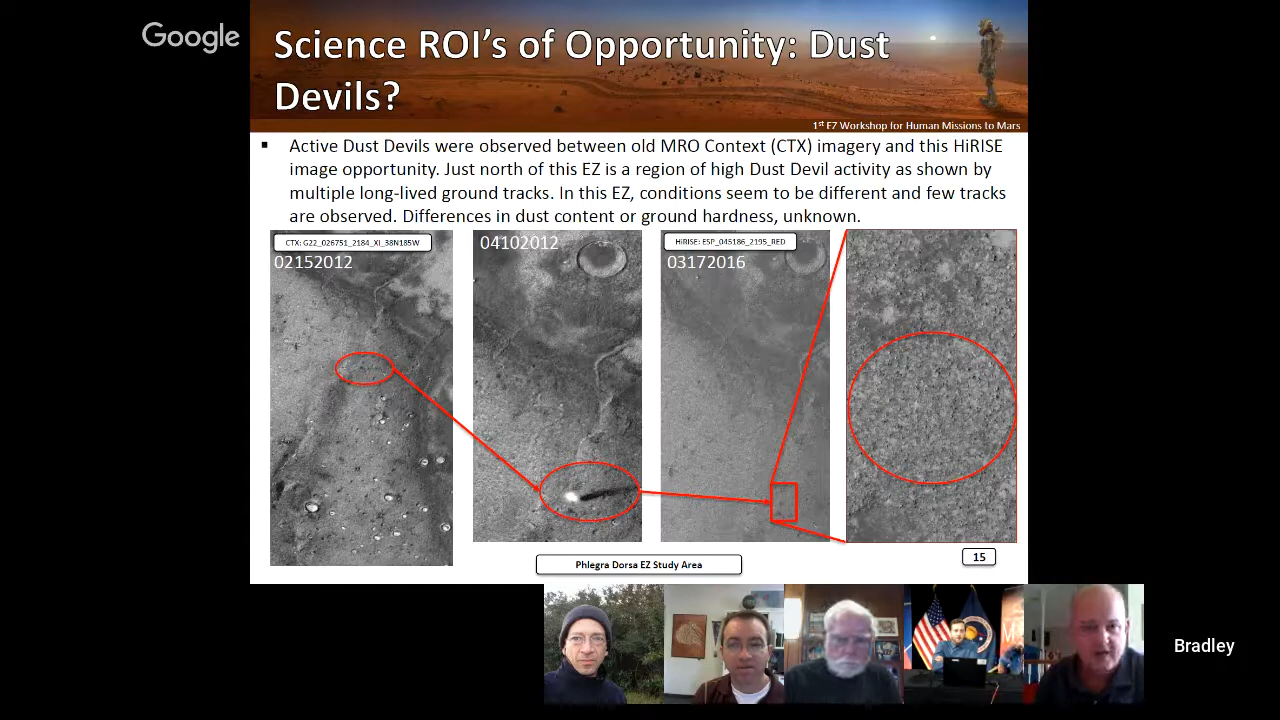 Google
Science ROI's of Opportunity: Dust
Devils?
1st EZ Workshop for Human Missions to Mars
▪ Active Dust Devils were observed between old MRO Context (CTX) imagery and this HiRISE
image opportunity. Just north of this EZ is a region of high Dust Devil activity as shown by
multiple long-lived ground tracks. In this EZ, conditions seem to be different and few tracks
are observed. Differences in dust content or ground hardness, unknown.
CTX: G22_026751_2184_XI_38N185W
02152012
04102012
HiRISE: ESP_045186_2195_RED
03172016
Phlegra Dorsa EZ Study Area
15
Bradley